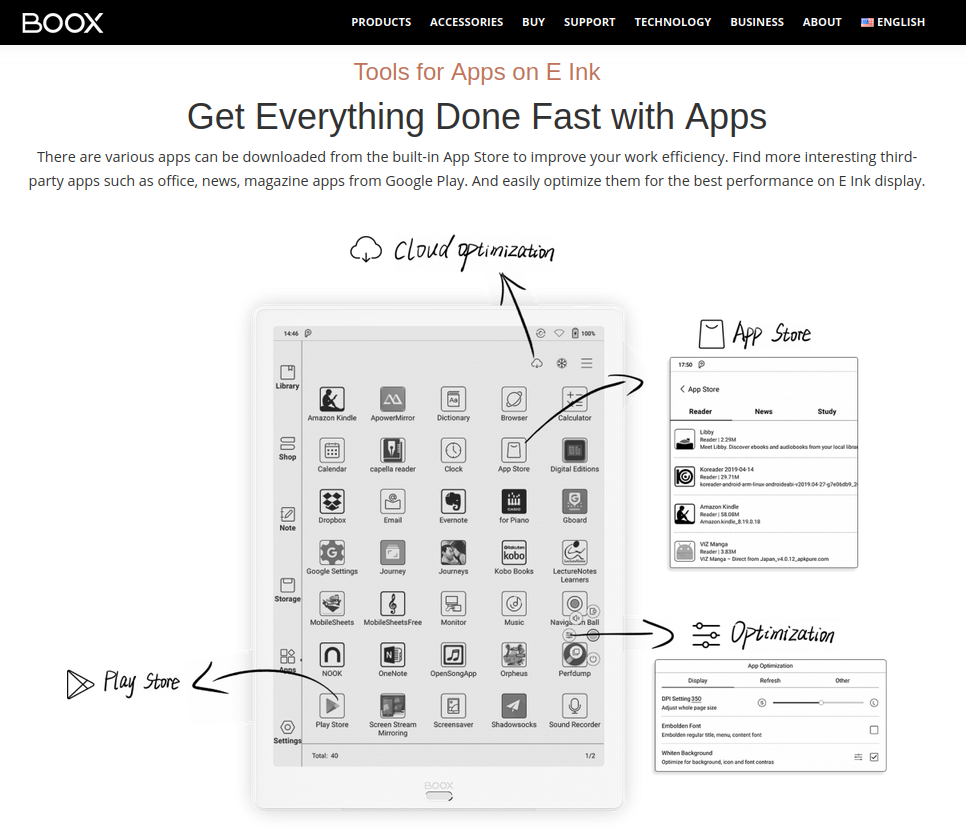 BOOX
PRODUCTS ACCESSORIES BUY SUPPORT TECHNOLOGY BUSINESS ABOUT ENGLISH
Tools for Apps on E Ink
Get Everything Done Fast with Apps
There are various apps can be downloaded from the built-in App Store to improve your work efficiency. Find more interesting third-
party apps such as office, news, magazine apps from Google Play. And easily optimize them for the best performance on E Ink display.
Cloud optimization
14:46 100%
Library
Shop
Note
Storage
Apps
Settings
Amazon Kindle ApowerMirror Dictionary Browser Calculator
Calendar capella reader Clock App Store Digital Editions
Dropbox Email Evernote for Piano Gboard
Google Settings Journey Journeys Kobo Books LectureNotes
Learners
MobileSheets MobileSheetsFree Monitor Music Navigation Ball
NOOK OneNote OpenSongApp Orpheus Perfdump
Play Store Screen Stream Screensaver Shadowsocks Sound Recorder
Mirroring
Total: 40 1/2
BOOX
Play Store
App Store
17:50
App Store
Reader News Study
Libby
Reader | 2.29M
Meet Libby. Discover ebooks and audiobooks from your local
Koreader 2019-04-14
Reader | 29.71M
koreader-android-arm-linux-androideabi-v2019.04-27-g7e06db9_2
Amazon Kindle
Reader | 58.08M
Amazon.kindle_8.19.0.18
VIZ Manga
Reader | 3.83M
VIZ Manga – Direct from Japan_v4.0.12_apkpure.com
Optimization
App Optimization
Display Refresh Other
DPI Setting 350
Adjust whole page size
S L
Embolden Font
Embolden regular title, menu, content font
Whiten Background
Optimize for background, icon and font contras